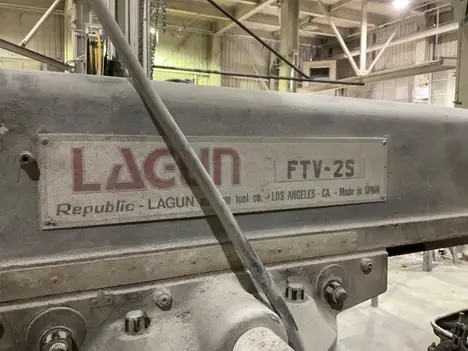 LAGUN
FTV-2S
Republic - LAGUN tool co. - LOS ANGELES - CA. - Made in SPAIN